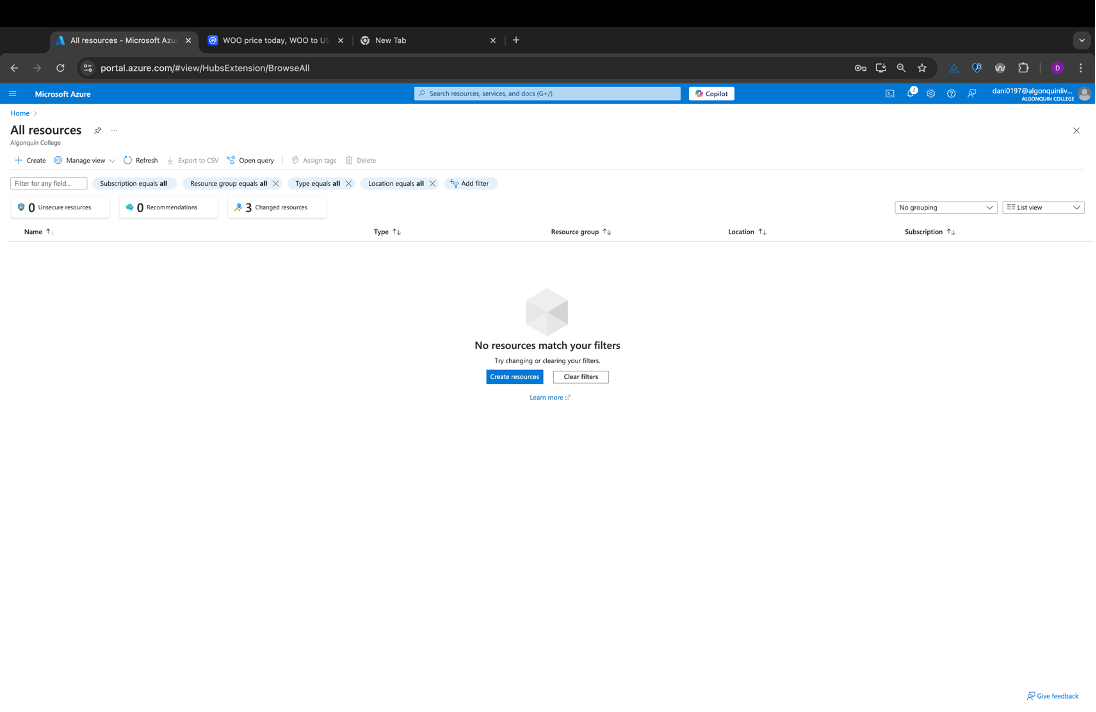 All resources - Microsoft Azur
WOO price today, WOO to US
New Tab
portal.azure.com/#view/HubsExtension/BrowseAll
D
Microsoft Azure
Search resources, services, and docs (G+/)
Copilot
2
dani0197@algonquinliv...
ALGONQUIN COLLEGE
Home
All resources
Algonquin College
Create
Manage view
Refresh
Export to CSV
Open query
Assign tags
Delete
Filter for any field...
Subscription equals all
Resource group equals all
Type equals all
Location equals all
Add filter
0 Unsecure resources
0 Recommendations
3 Changed resources
No grouping
List view
Name
Type
Resource group
Location
Subscription
No resources match your filters
Try changing or clearing your filters.
Create resources
Clear filters
Learn more
Give feedback